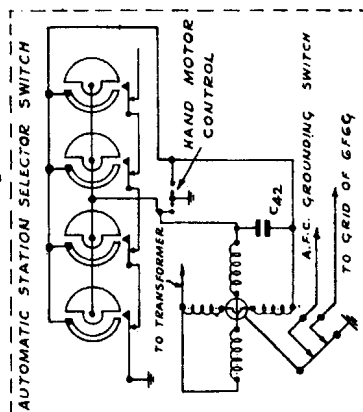 AUTOMATIC STATION SELECTOR SWITCH
HAND MOTOR
CONTROL
TO TRANSFORMER
C42
A.F.C. GROUNDING SWITCH
TO GRID OF 6F6G